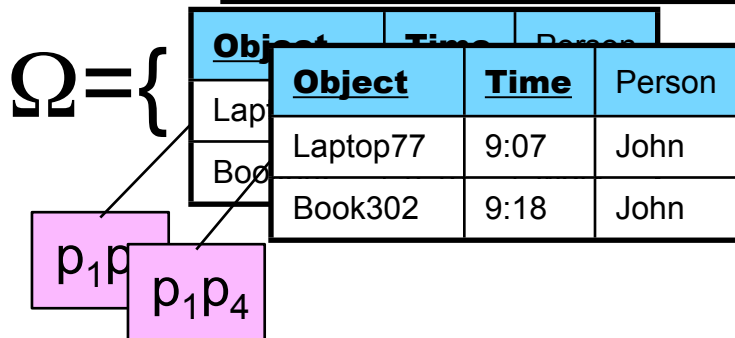 Ω={
Object Time Person
Laptop77 9:07 John
Book302 9:18 John
p₁p₄